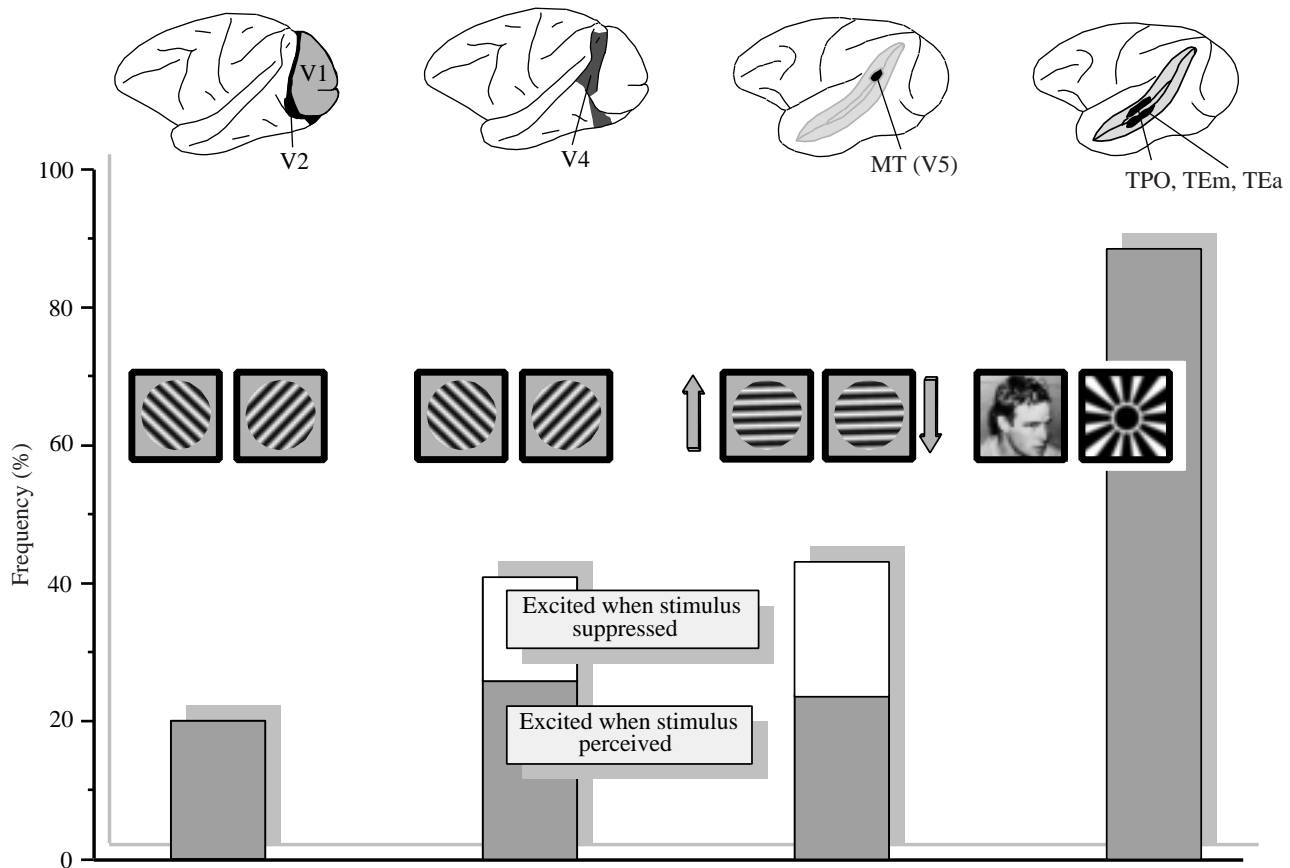 V1
V2
V4
MT (V5)
TPO, TEm, TEa
100
80
60
40
20
0
Frequency (%)
Excited when stimulus
suppressed
Excited when stimulus
perceived